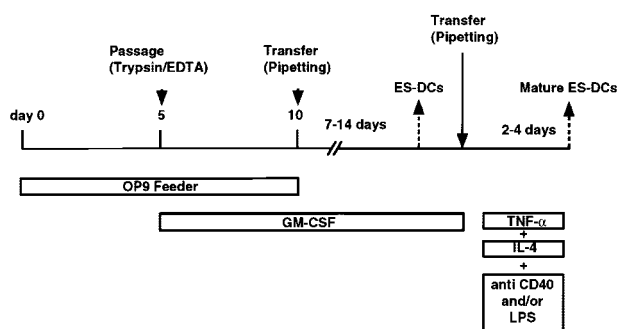 Transfer
(Pipetting)
Passage
(Trypsin/EDTA)
Transfer
(Pipetting)
ES-DCs
Mature ES-DCs
day 0
5
10
7-14 days
2-4 days
OP9 Feeder
GM-CSF
TNF-α
+
IL-4
+
anti CD40
and/or
LPS